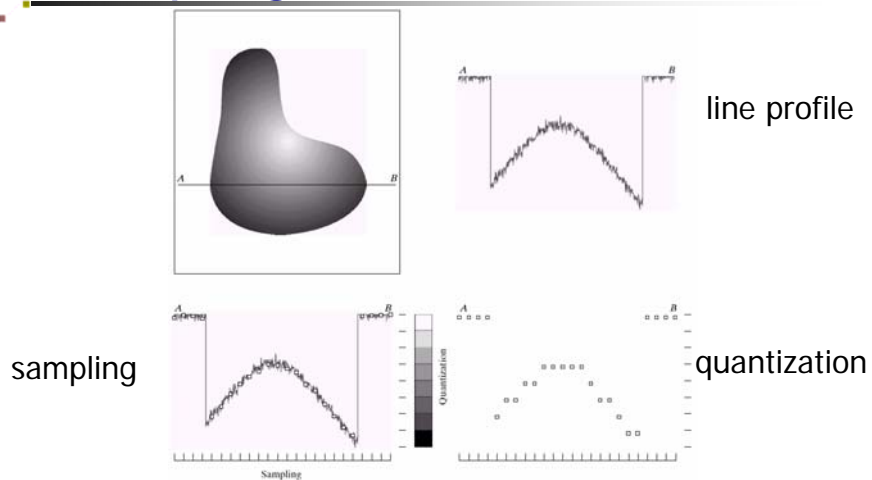 A B
A B
line profile
A B
A B
sampling
Quantization
quantization
Sampling